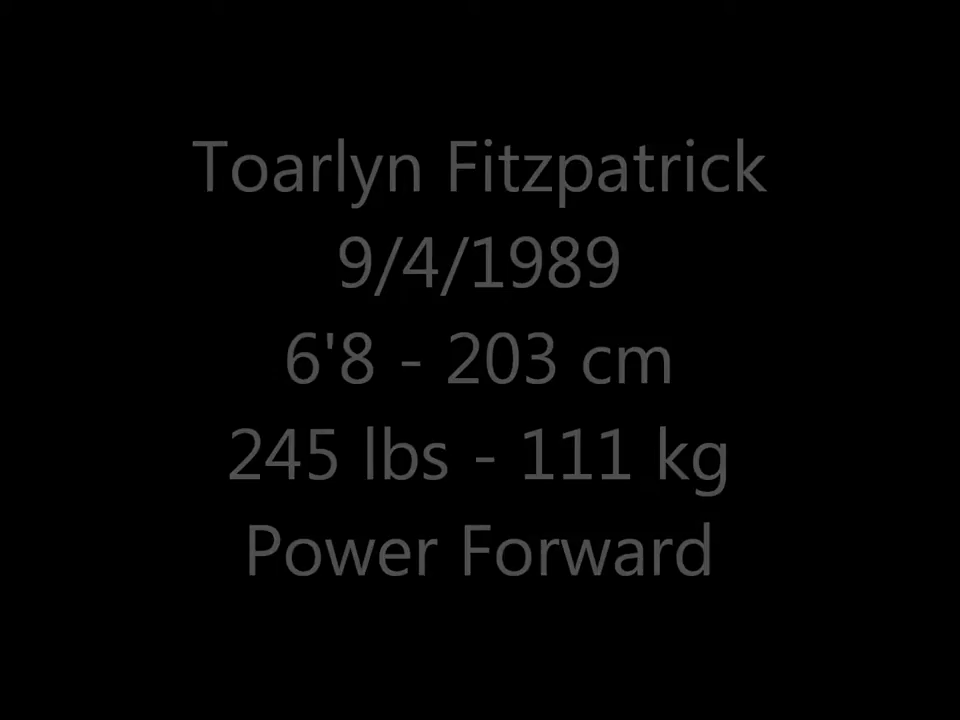 Toarlyn Fitzpatrick
9/4/1989
6'8 - 203 cm
245 lbs - 111 kg
Power Forward